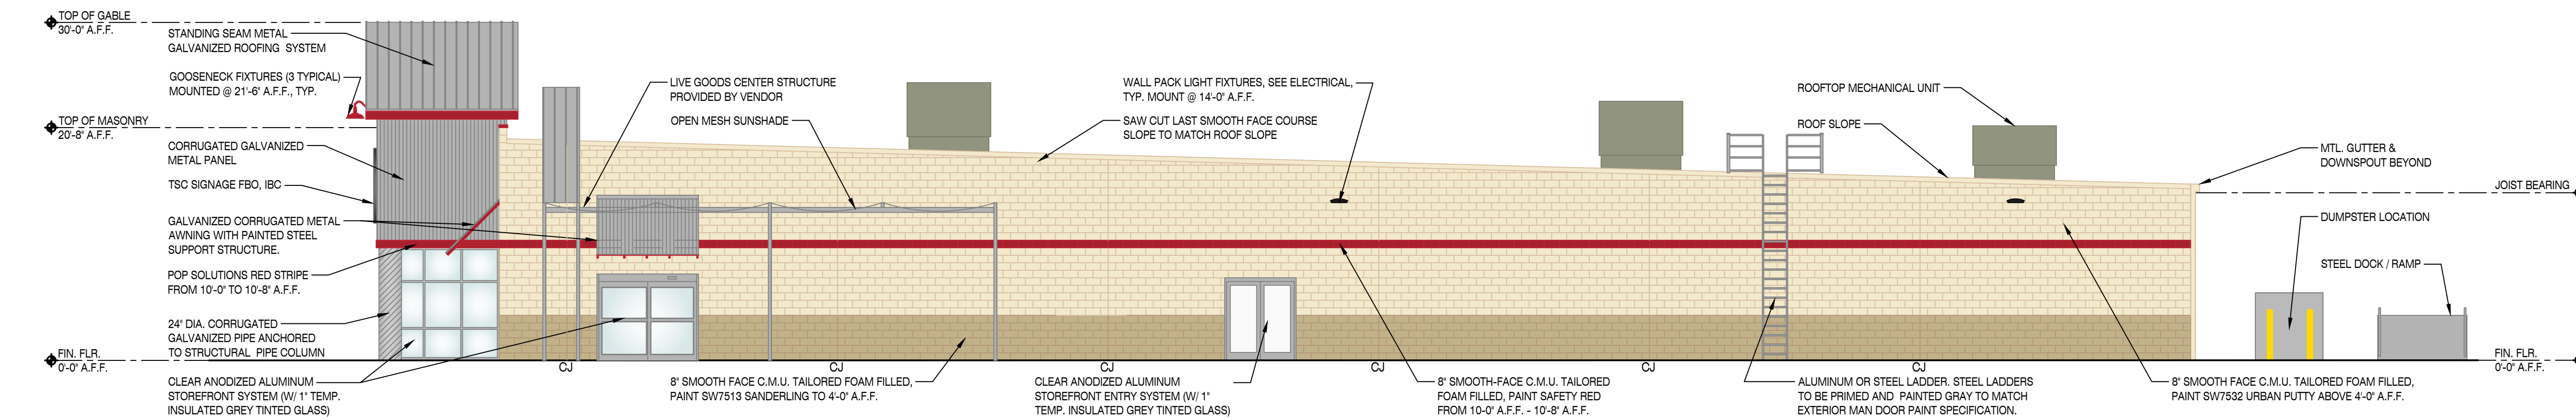 TOP OF GABLE
30'-0" A.F.F.
STANDING SEAM METAL
GALVANIZED ROOFING SYSTEM
GOOSENECK FIXTURES (3 TYPICAL)
MOUNTED @ 21'-6" A.F.F., TYP.
TOP OF MASONRY
20'-8" A.F.F.
CORRUGATED GALVANIZED
METAL PANEL
TSC SIGNAGE FBO, IBC
GALVANIZED CORRUGATED METAL
AWNING WITH PAINTED STEEL
SUPPORT STRUCTURE.
POP SOLUTIONS RED STRIPE
FROM 10'-0" TO 10'-8" A.F.F.
24" DIA. CORRUGATED
GALVANIZED PIPE ANCHORED
TO STRUCTURAL PIPE COLUMN
FIN. FLR.
0'-0" A.F.F.
CLEAR ANODIZED ALUMINUM
STOREFRONT SYSTEM (W/ 1" TEMP.
INSULATED GREY TINTED GLASS)
LIVE GOODS CENTER STRUCTURE
PROVIDED BY VENDOR
OPEN MESH SUNSHADE
WALL PACK LIGHT FIXTURES, SEE ELECTRICAL,
TYP. MOUNT @ 14'-0" A.F.F.
SAW CUT LAST SMOOTH FACE COURSE
SLOPE TO MATCH ROOF SLOPE
ROOFTOP MECHANICAL UNIT
ROOF SLOPE
MTL. GUTTER &
DOWNSPOUT BEYOND
JOIST BEARING
DUMPSTER LOCATION
STEEL DOCK / RAMP
FIN. FLR.
0'-0" A.F.F.
CJ
CJ
CJ
CJ
CJ
CJ
8" SMOOTH FACE C.M.U. TAILORED FOAM FILLED,
PAINT SW7513 SANDERLING TO 4'-0" A.F.F.
CLEAR ANODIZED ALUMINUM
STOREFRONT ENTRY SYSTEM (W/ 1"
TEMP. INSULATED GREY TINTED GLASS)
8" SMOOTH-FACE C.M.U. TAILORED
FOAM FILLED, PAINT SAFETY RED
FROM 10-0" A.F.F. - 10'-8" A.F.F.
ALUMINUM OR STEEL LADDER. STEEL LADDERS
TO BE PRIMED AND PAINTED GRAY TO MATCH
EXTERIOR MAN DOOR PAINT SPECIFICATION.
8" SMOOTH FACE C.M.U. TAILORED FOAM FILLED,
PAINT SW7532 URBAN PUTTY ABOVE 4'-0" A.F.F.